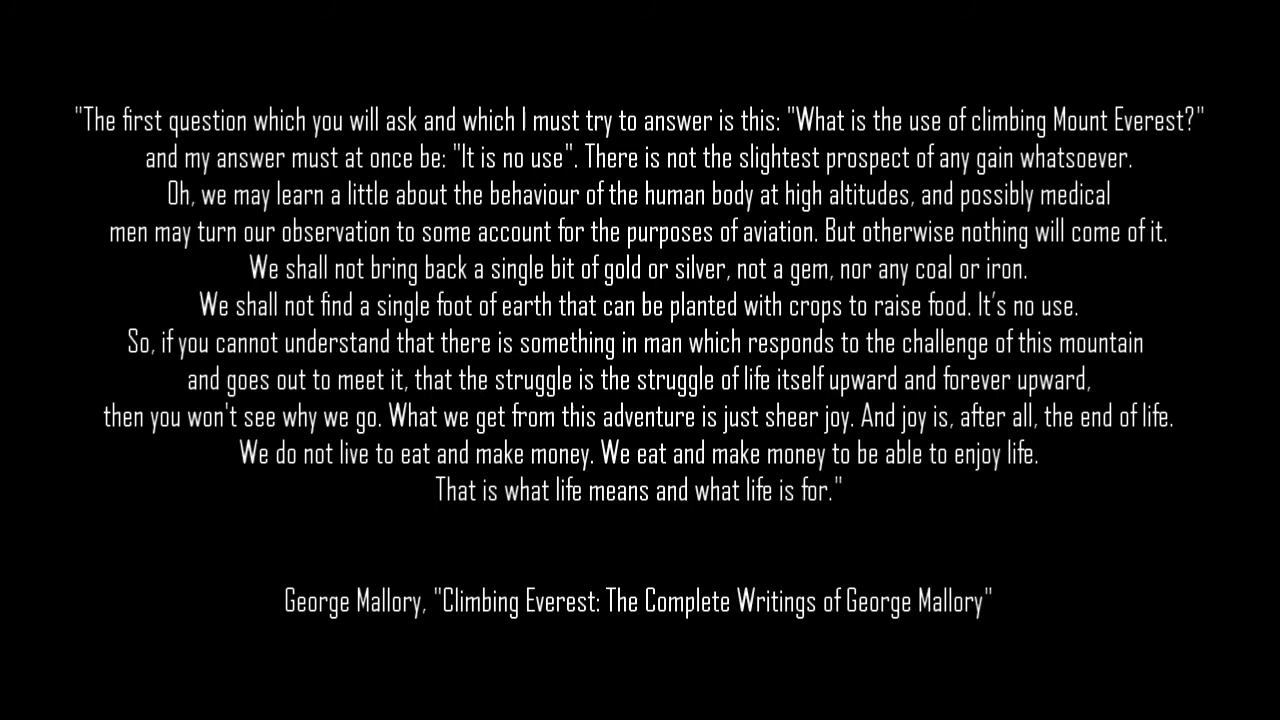 "The first question which you will ask and which I must try to answer is this: "What is the use of climbing Mount Everest?"
and my answer must at once be: "It is no use". There is not the slightest prospect of any gain whatsoever.
Oh, we may learn a little about the behaviour of the human body at high altitudes, and possibly medical
men may turn our observation to some account for the purposes of aviation. But otherwise nothing will come of it.
We shall not bring back a single bit of gold or silver, not a gem, nor any coal or iron.
We shall not find a single foot of earth that can be planted with crops to raise food. It’s no use.
So, if you cannot understand that there is something in man which responds to the challenge of this mountain
and goes out to meet it, that the struggle is the struggle of life itself upward and forever upward,
then you won't see why we go. What we get from this adventure is just sheer joy. And joy is, after all, the end of life.
We do not live to eat and make money. We eat and make money to be able to enjoy life.
That is what life means and what life is for."
George Mallory, "Climbing Everest: The Complete Writings of George Mallory"